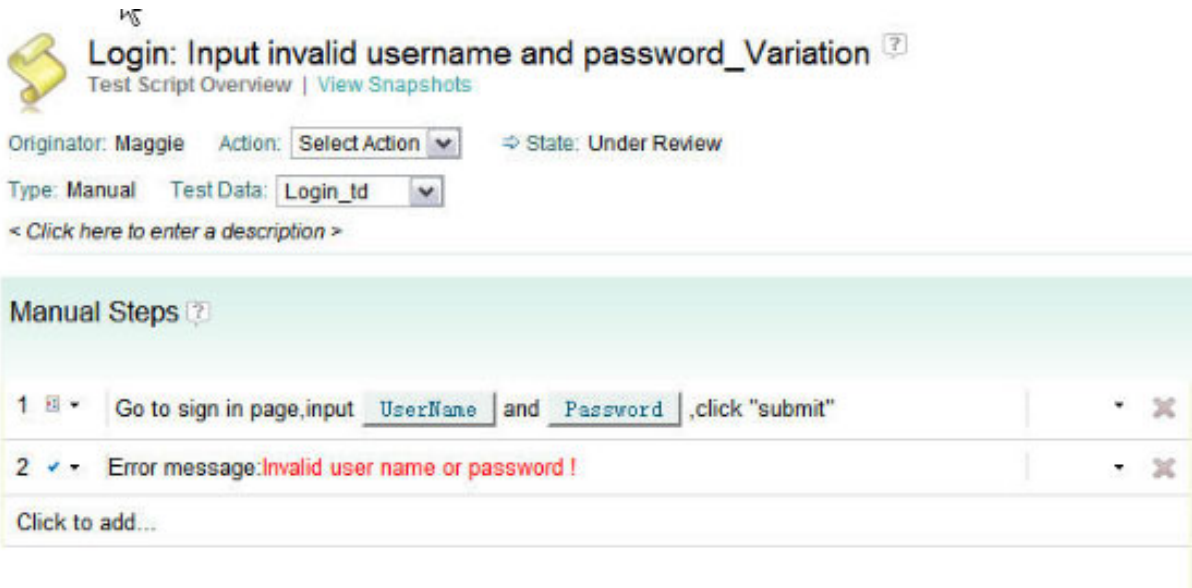 Login: Input invalid username and password_Variation ?
Test Script Overview | View Snapshots
Originator: Maggie Action: Select Action State: Under Review
Type: Manual Test Data: Login_td
< Click here to enter a description >
Manual Steps ?
1 Go to sign in page,input UserName and Password ,click "submit"
2 Error message:Invalid user name or password !
Click to add...